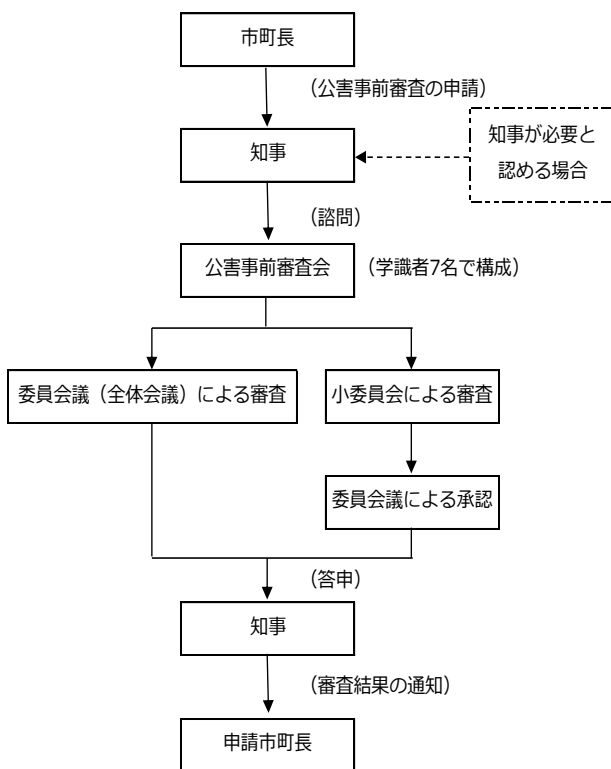 市町長
（公害事前審査の申請）
知事
知事が必要と
認める場合
（諮問）
公害事前審査会
（学識者7名で構成）
委員会議（全体会議）による審査
小委員会による審査
委員会議による承認
（答申）
知事
（審査結果の通知）
申請市町長